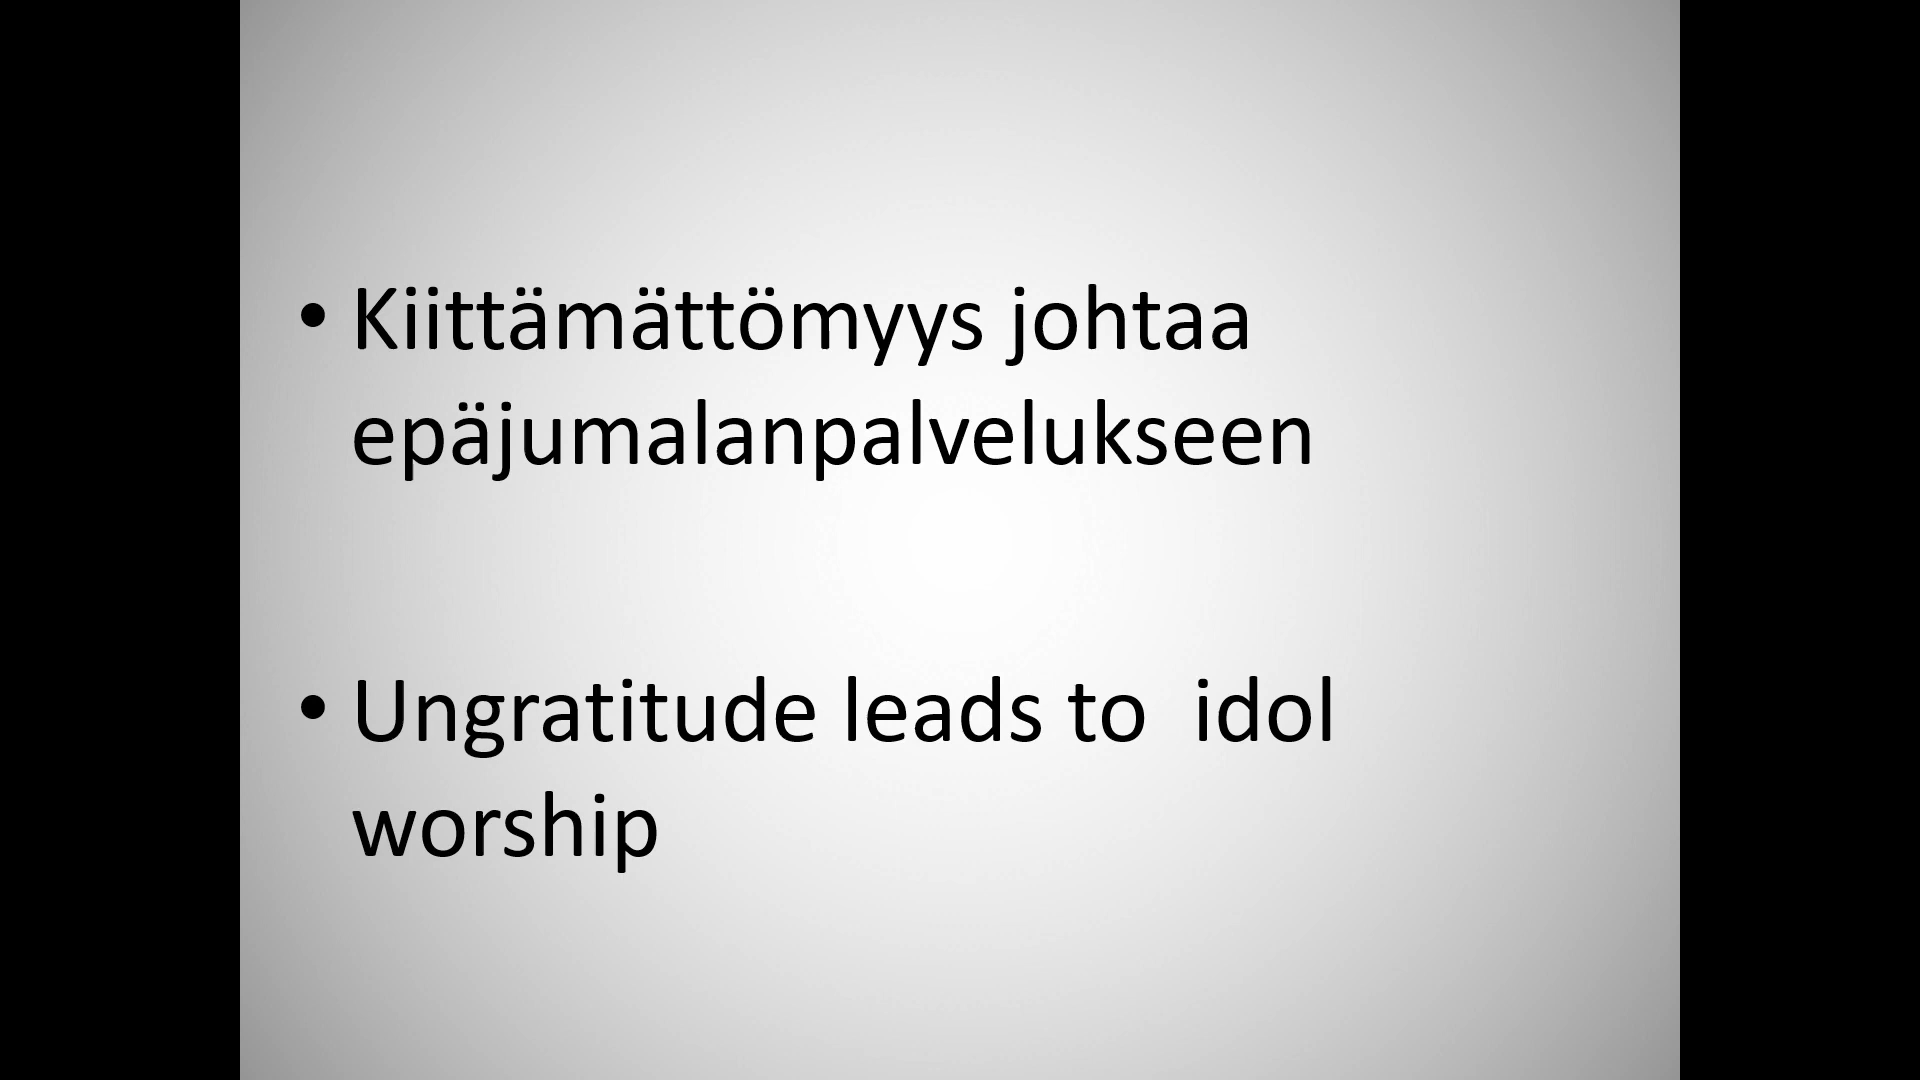 • Kiittämättömyys johtaa
epäjumalanpalvelukseen
• Ungratitude leads to  idol
worship